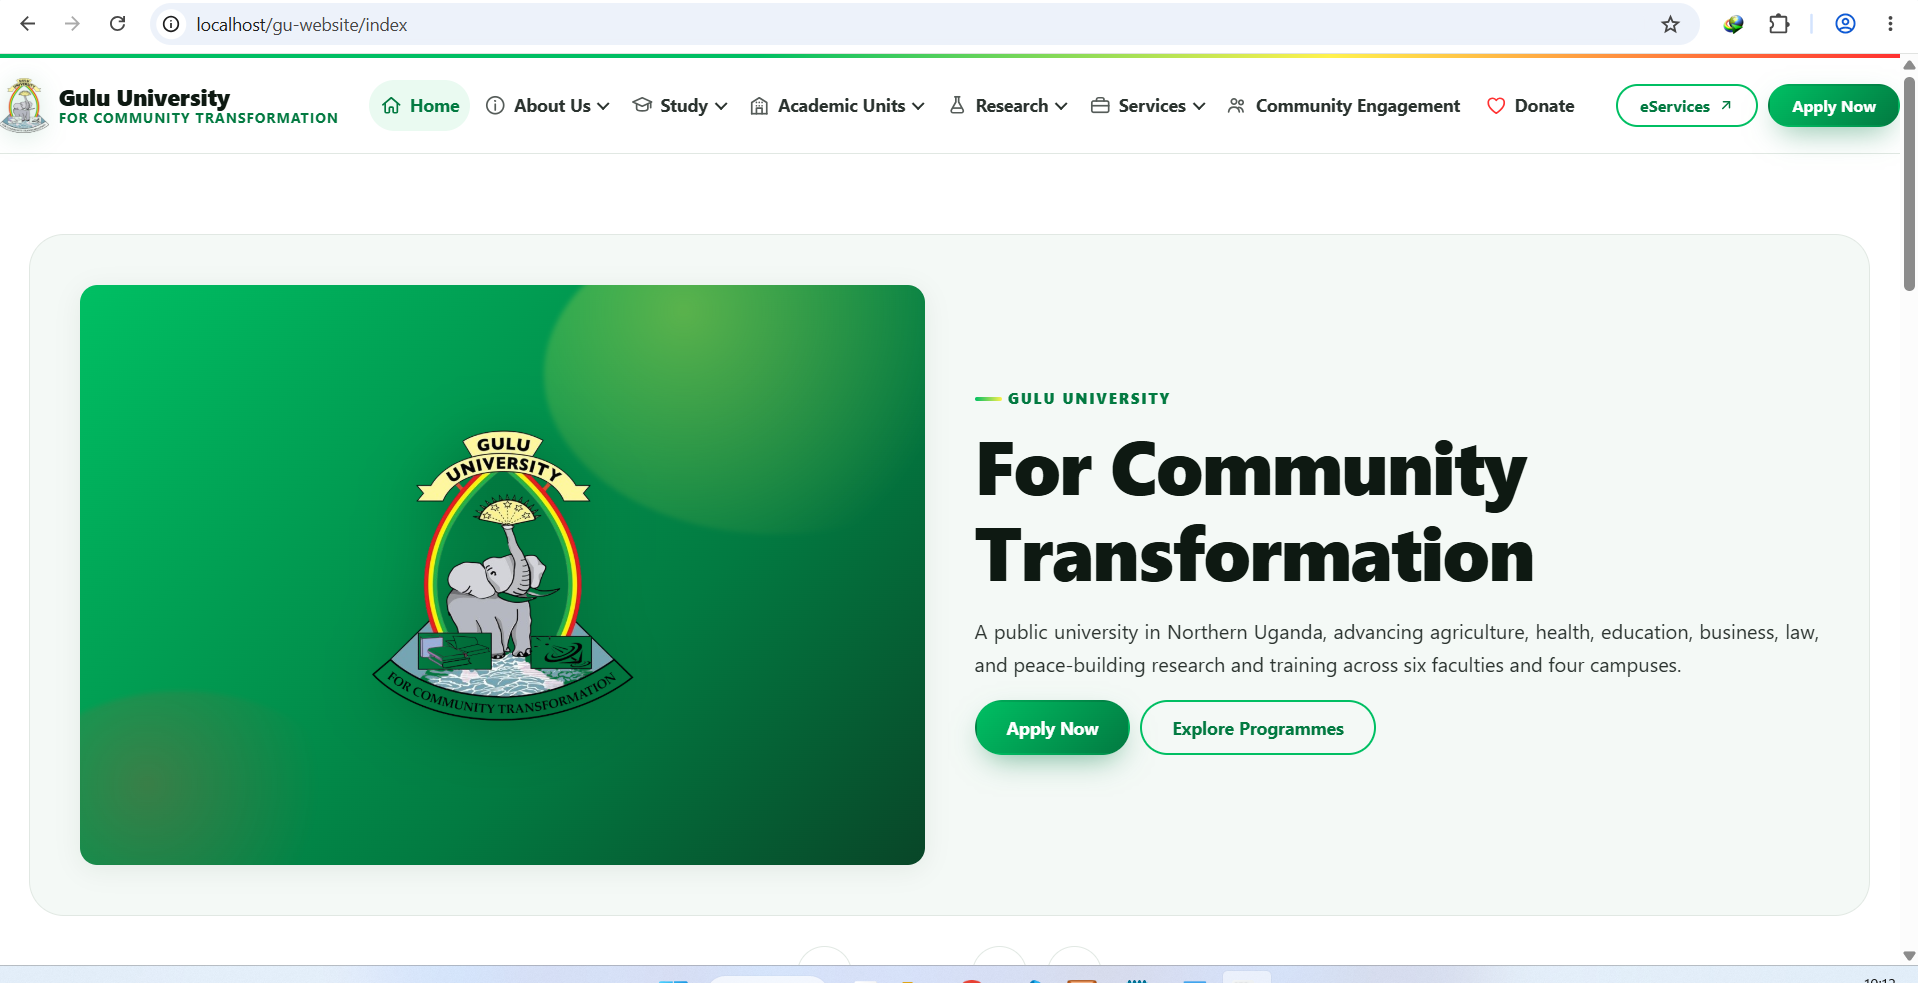 localhost/gu-website/index
Gulu University
FOR COMMUNITY TRANSFORMATION
Home
About Us
Study
Academic Units
Research
Services
Community Engagement
Donate
eServices
Apply Now
GULU
UNIVERSITY
FOR COMMUNITY TRANSFORMATION
GULU UNIVERSITY
For Community
Transformation
A public university in Northern Uganda, advancing agriculture, health, education, business, law,
and peace-building research and training across six faculties and four campuses.
Apply Now
Explore Programmes